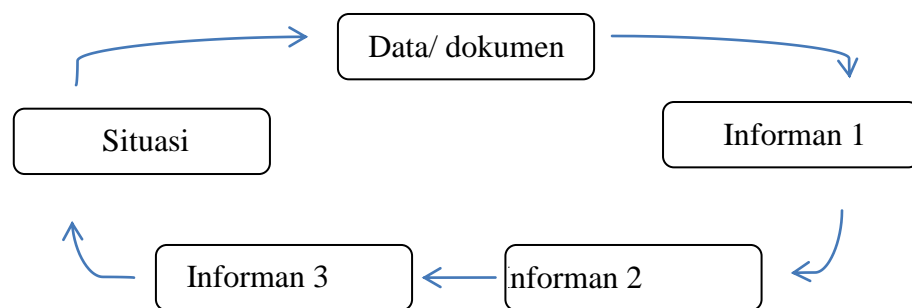 Data/ dokumen
Situasi
Informan 1
Informan 3
nforman 2